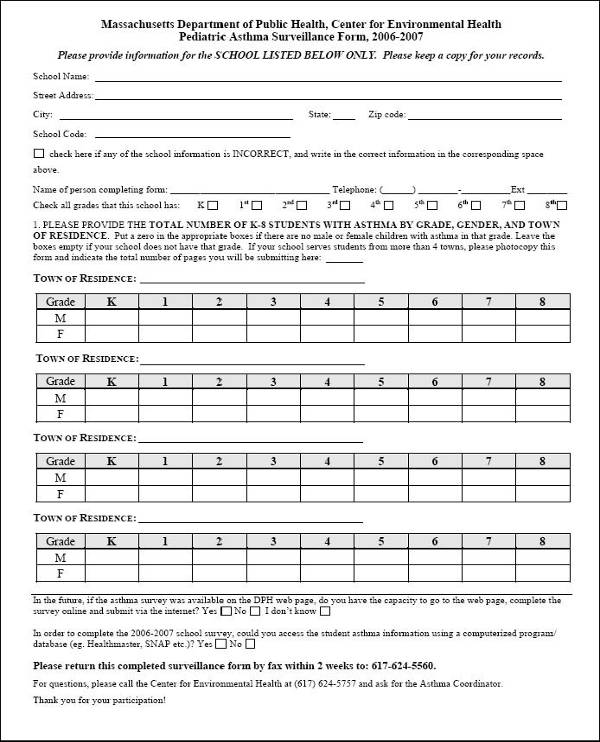 Massachusetts Department of Public Health, Center for Environmental Health
Pediatric Asthma Surveillance Form, 2006-2007
Please provide information for the SCHOOL LISTED BELOW ONLY. Please keep a copy for your records.
School Name:
Street Address:
City: State: Zip code:
School Code:
check here if any of the school information is INCORRECT, and write in the correct information in the corresponding space
above.
Name of person completing form: Telephone: ( ) - Ext
Check all grades that this school has: K 1st 2nd 3rd 4th 5th 6th 7th 8th
1. PLEASE PROVIDE THE TOTAL NUMBER OF K-8 STUDENTS WITH ASTHMA BY GRADE, GENDER, AND TOWN
OF RESIDENCE. Put a zero in the appropriate boxes if there are no male or female children with asthma in that grade. Leave the
boxes empty if your school does not have that grade. If your school serves students from more than 4 towns, please photocopy this
form and indicate the total number of pages you will be submitting here:
TOWN OF RESIDENCE:
Grade K 1 2 3 4 5 6 7 8
M
F
TOWN OF RESIDENCE:
Grade K 1 2 3 4 5 6 7 8
M
F
TOWN OF RESIDENCE:
Grade K 1 2 3 4 5 6 7 8
M
F
TOWN OF RESIDENCE:
Grade K 1 2 3 4 5 6 7 8
M
F
In the future, if the asthma survey was available on the DPH web page, do you have the capacity to go to the web page, complete the
survey online and submit via the internet? Yes No I don't know
In order to complete the 2006-2007 school survey, could you access the student asthma information using a computerized program/
database (eg. Healthmaster, SNAP etc.)? Yes No
Please return this completed surveillance form by fax within 2 weeks to: 617-624-5560.
For questions, please call the Center for Environmental Health at (617) 624-5757 and ask for the Asthma Coordinator.
Thank you for your participation!